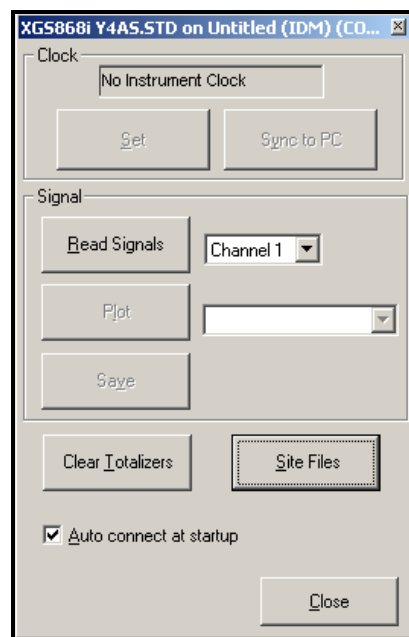 XGS868i Y4AS.STD on Untitled (IDM) (CO...
Clock
No Instrument Clock
Set Sync to PC
Signal
Read Signals Channel 1
Plot
Save
Clear Totalizers Site Files
Auto connect at startup
Close